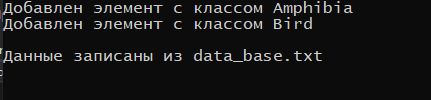 Добавлен элемент с классом Amphibia
Добавлен элемент с классом Bird
Данные записаны из data_base.txt